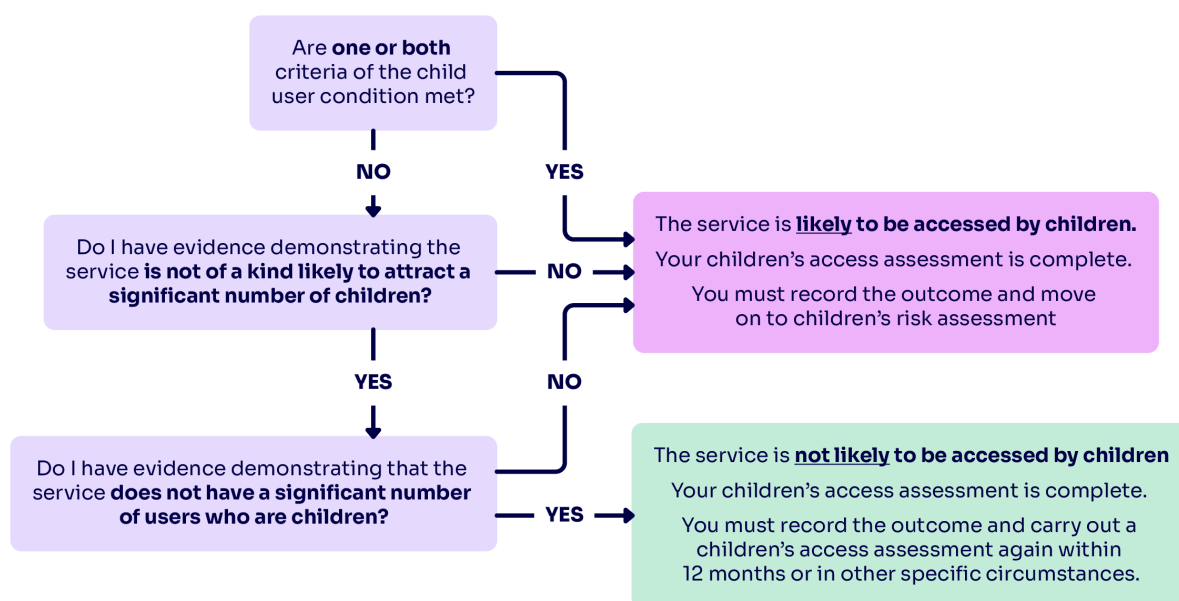 Are one or both
criteria of the child
user condition met?
NO
YES
Do I have evidence demonstrating the
service is not of a kind likely to attract a
significant number of children?
NO
The service is likely to be accessed by children.
Your children’s access assessment is complete.
You must record the outcome and move
on to children’s risk assessment
YES
NO
Do I have evidence demonstrating that the
service does not have a significant number
of users who are children?
YES
The service is not likely to be accessed by children
Your children’s access assessment is complete.
You must record the outcome and carry out a
children’s access assessment again within
12 months or in other specific circumstances.